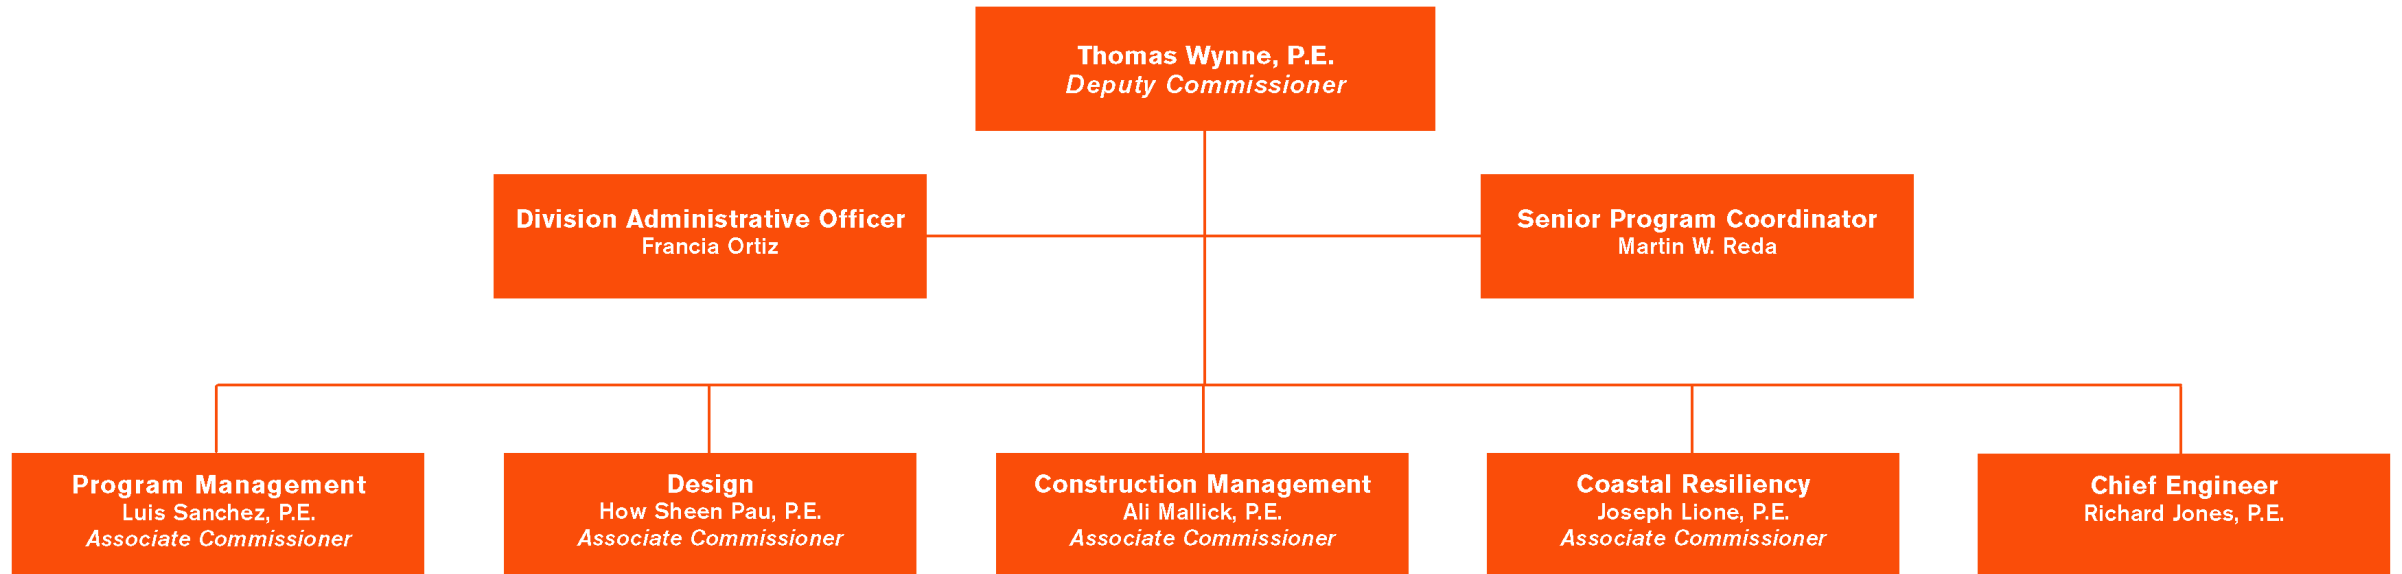 Thomas Wynne, P.E.
Deputy Commissioner
Division Administrative Officer
Francia Ortiz
Senior Program Coordinator
Martin W. Reda
Program Management
Luis Sanchez, P.E.
Associate Commissioner
Design
How Sheen Pau, P.E.
Associate Commissioner
Construction Management
Ali Mallick, P.E.
Associate Commissioner
Coastal Resiliency
Joseph Lione, P.E.
Associate Commissioner
Chief Engineer
Richard Jones, P.E.